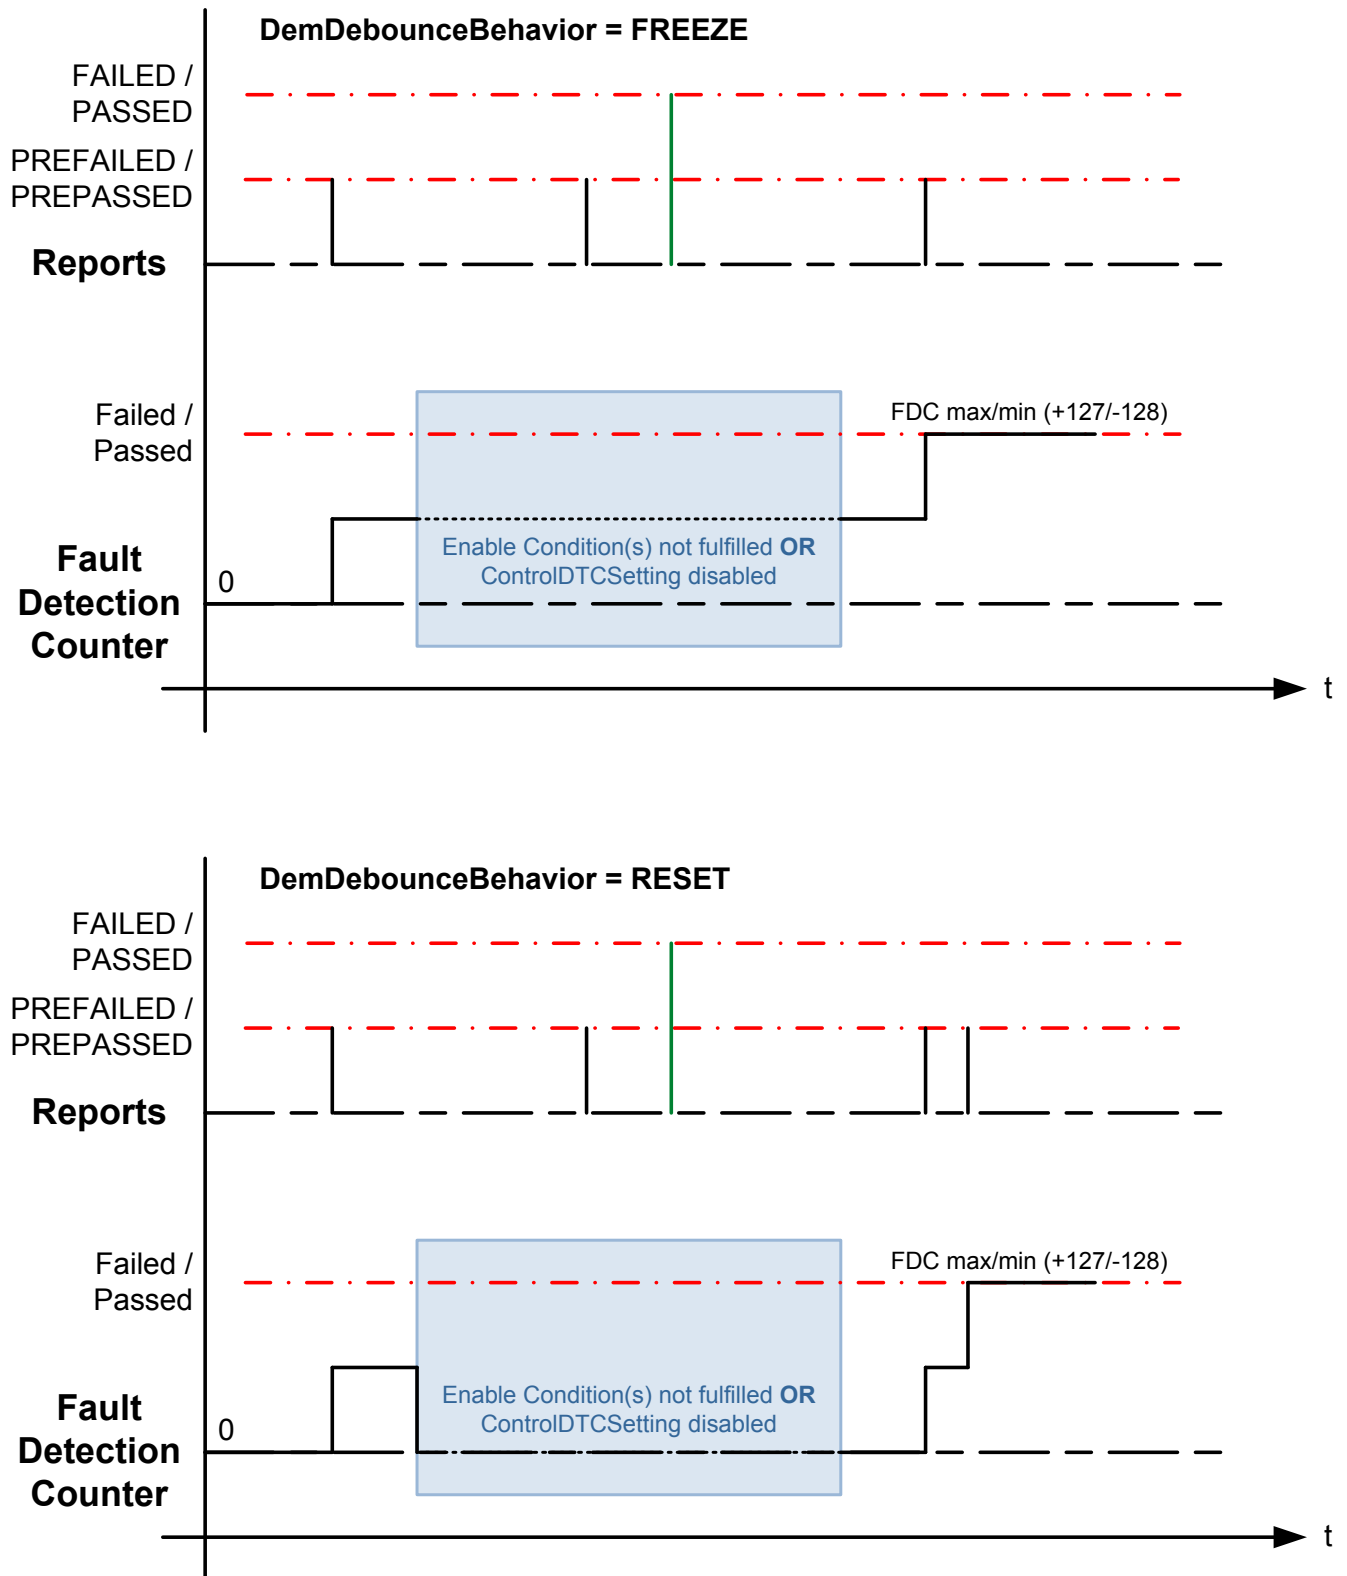 DemDebounceBehavior = FREEZE
FAILED /
PASSED
PREFAILED /
PREPASSED
Reports
Failed /
Passed
FDC max/min (+127/-128)
Enable Condition(s) not fulfilled OR
ControlDTCSetting disabled
Fault
Detection
Counter
0
t
DemDebounceBehavior = RESET
FAILED /
PASSED
PREFAILED /
PREPASSED
Reports
Failed /
Passed
FDC max/min (+127/-128)
Enable Condition(s) not fulfilled OR
ControlDTCSetting disabled
Fault
Detection
Counter
0
t